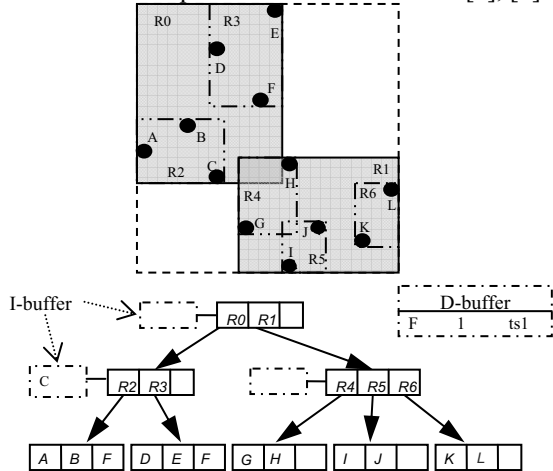 R0 R3 E
D
F
A B
R2 C
H R1
R4 R6 L
G J K
I R5
I-buffer
D-buffer
F 1 ts1
R0 R1
C R2 R3 R4 R5 R6
A B F D E F G H I J K L